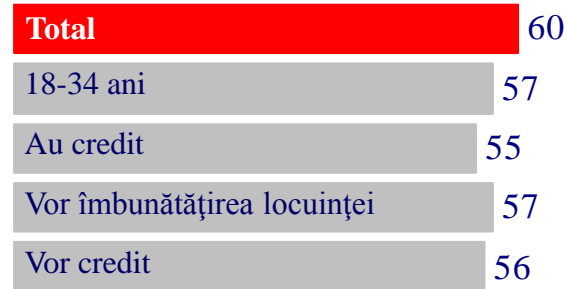 Total 60
18-34 ani 57
Au credit 55
Vor îmbunătăţirea locuinţei 57
Vor credit 56